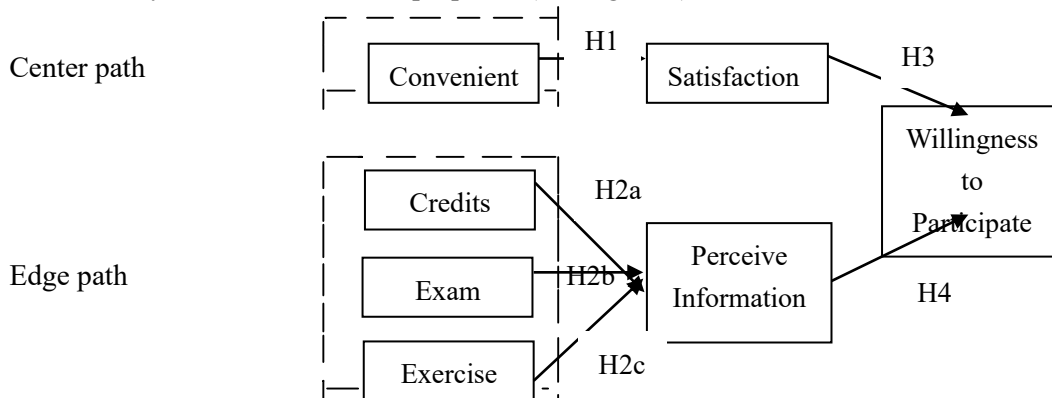 H1
Center path
Convenient
Satisfaction
H3
Willingness
to
Participate
Credits
H2a
Edge path
Exam
H2b
Perceive
Information
H4
Exercise
H2c